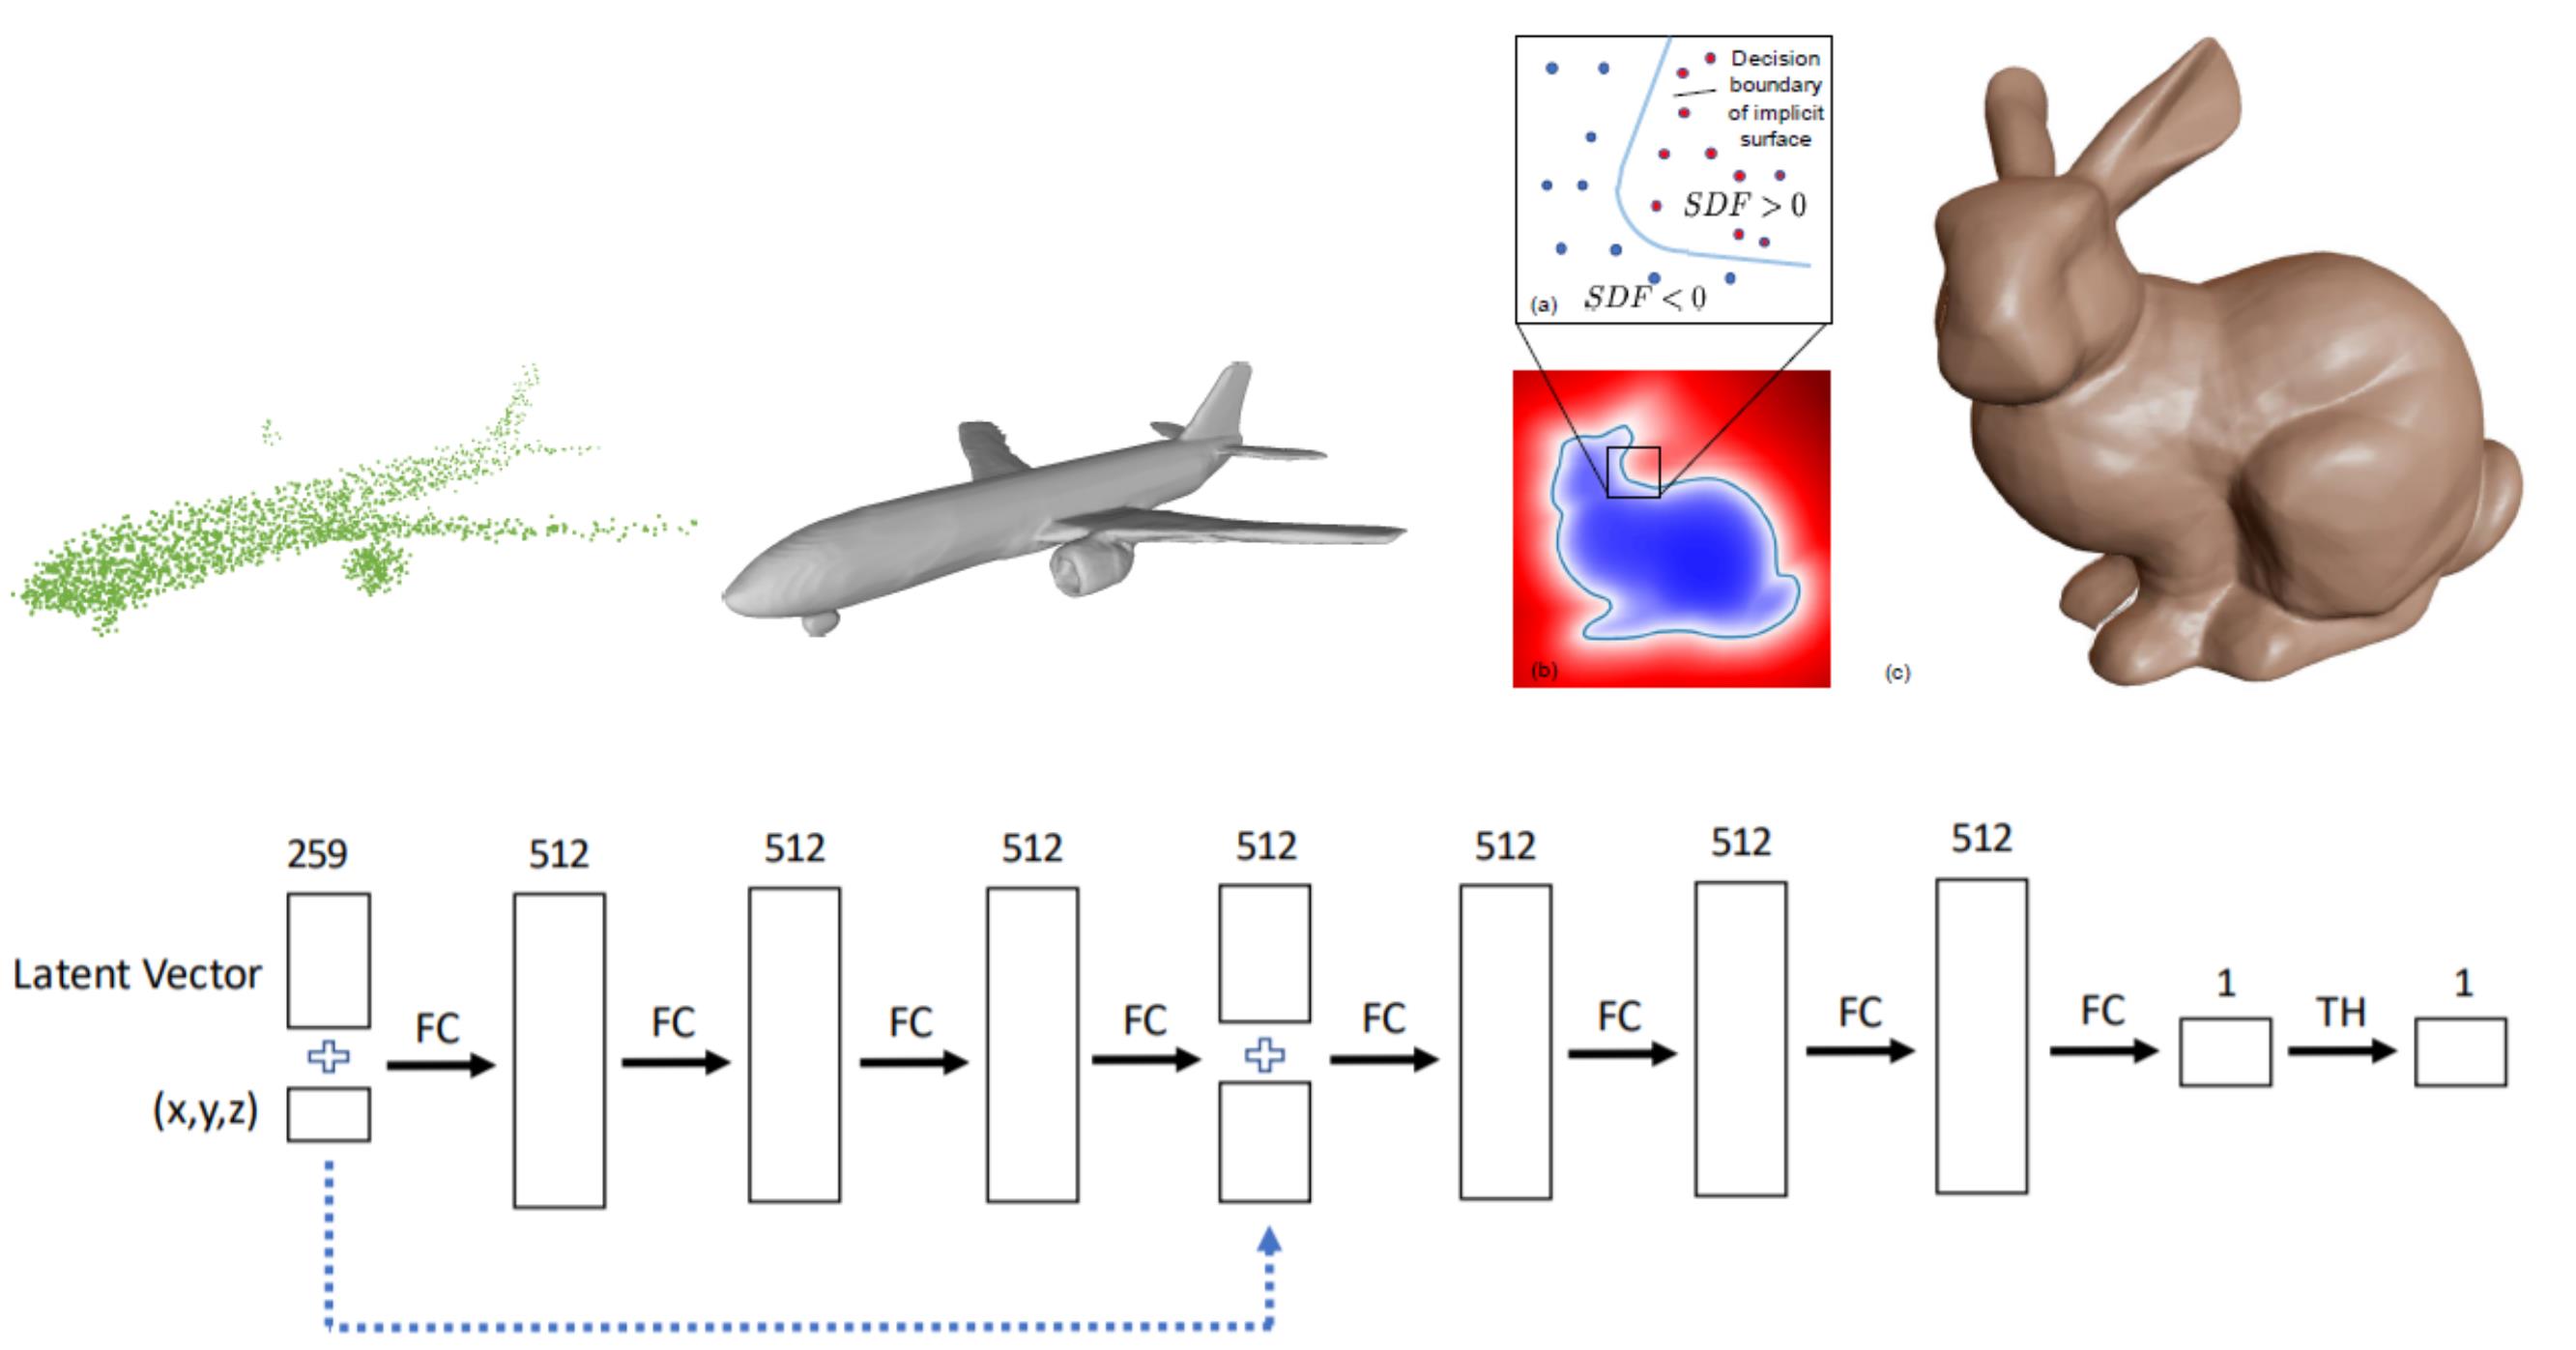 Decision
boundary
of implicit
surface
SDF > 0
(a) SDF < 0
(b)
(c)
259 512 512 512 512 512 512 512
Latent Vector
(x,y,z)
FC FC FC FC FC FC FC FC TH
1 1